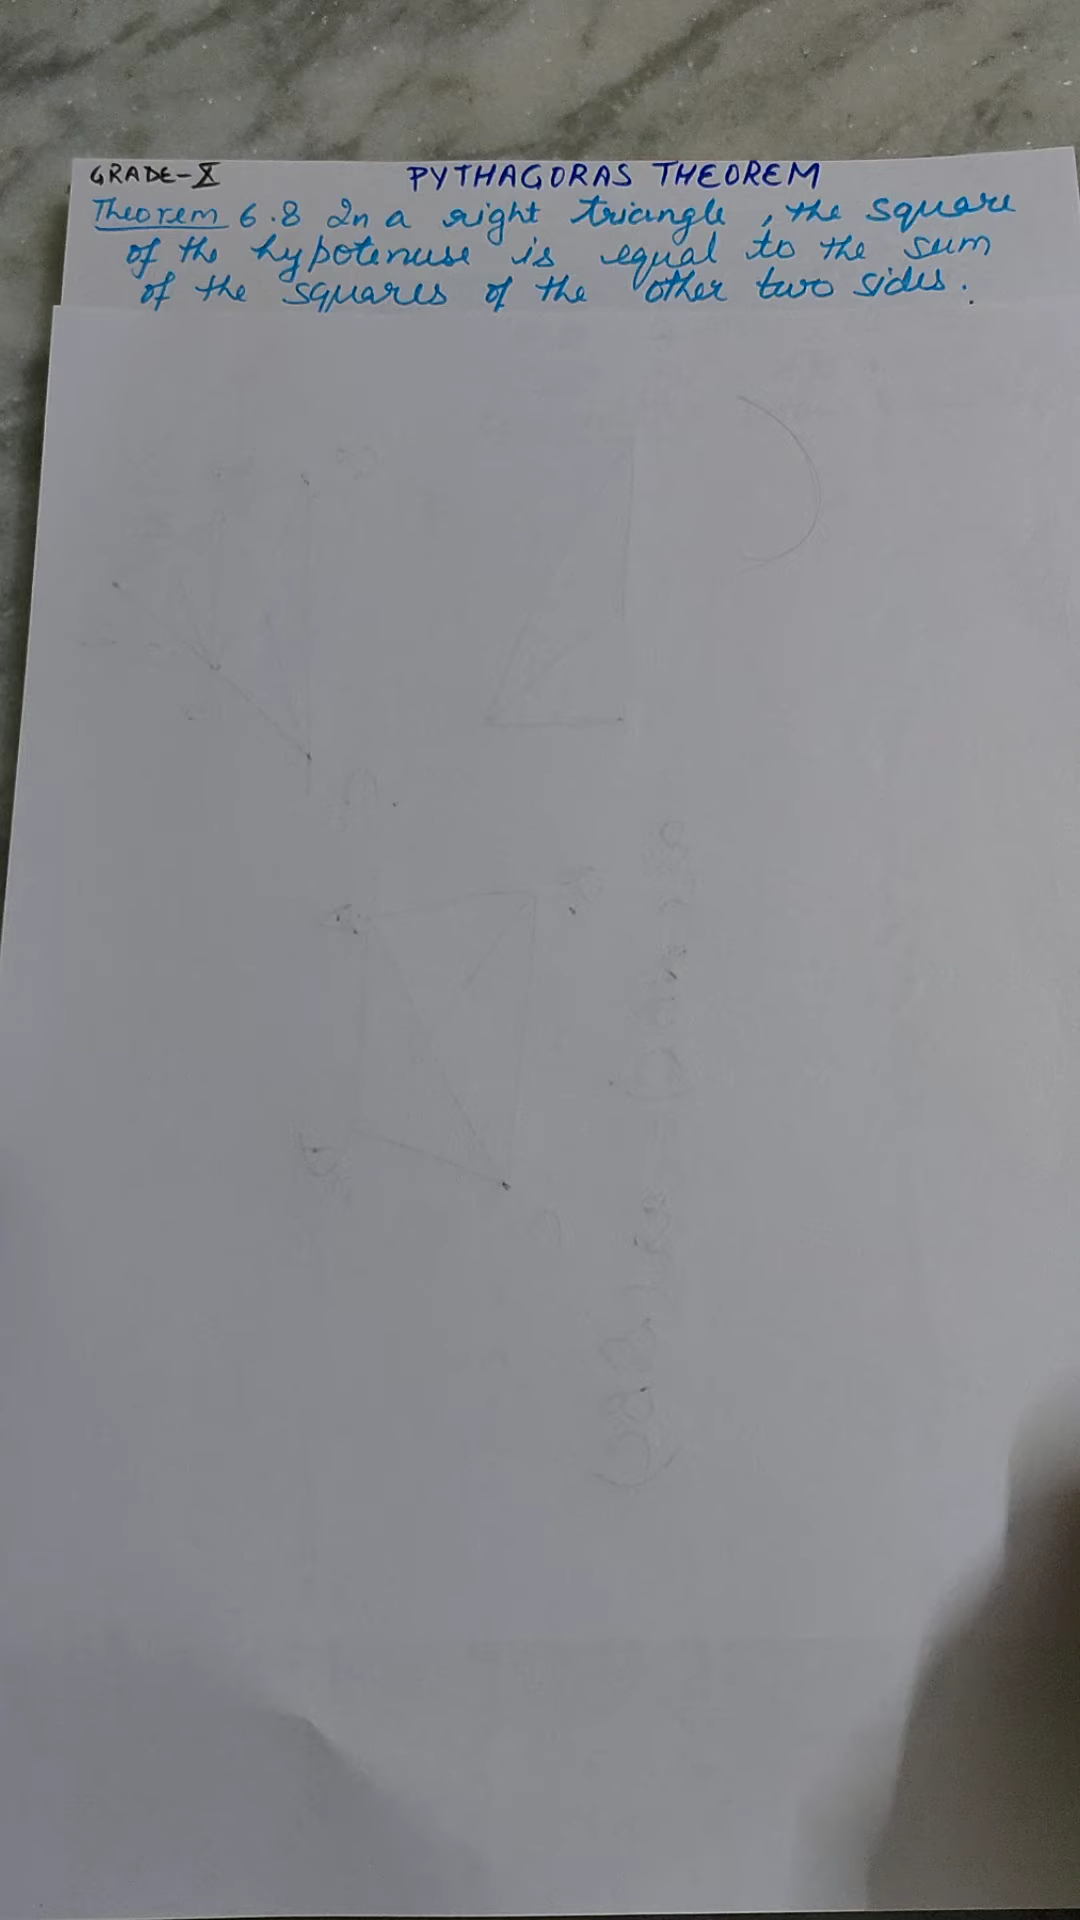 GRADE-X PYTHAGORAS THEOREM
Theorem 6.8 In a right triangle, the square
of the hypotenuse is equal to the sum
of the squares of the other two sides.